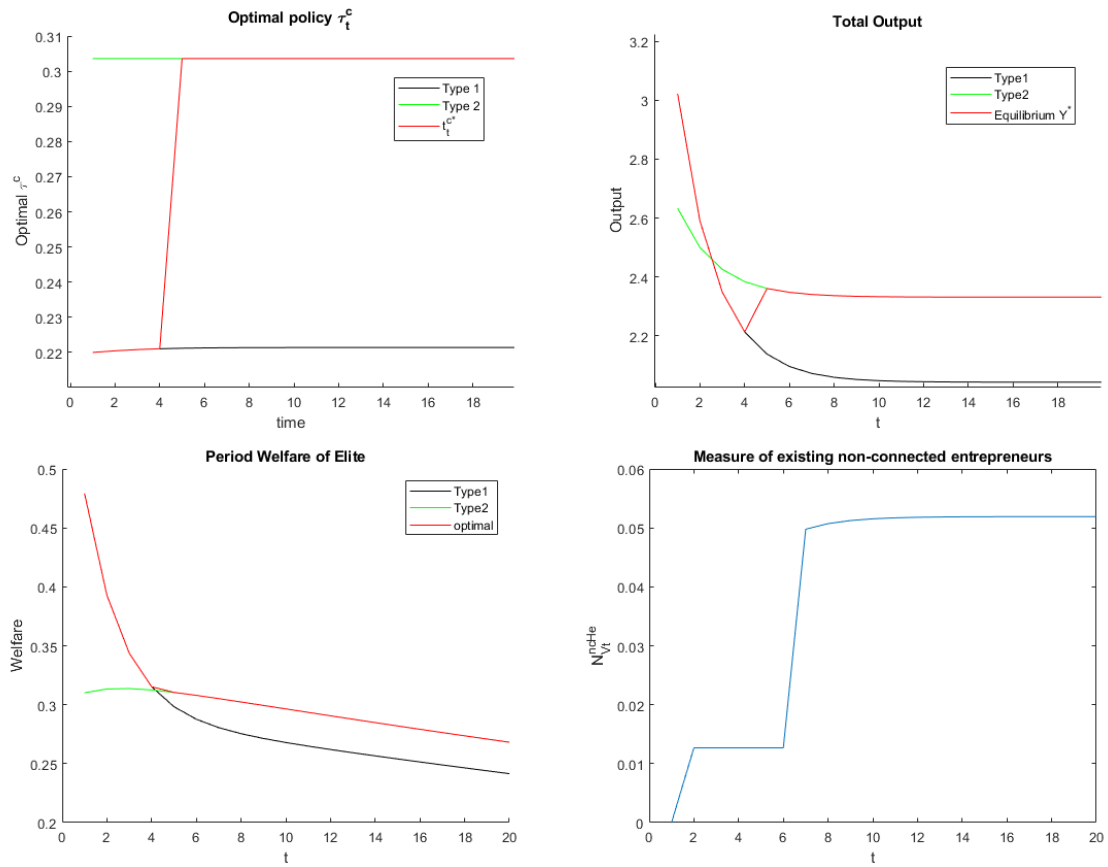 Optimal policy τ_t^c
0.31
0.3
0.29
0.28
0.27
0.26
0.25
0.24
0.23
0.22
Optimal τ^c
Type 1
Type 2
t_t^c*
0 2 4 6 8 10 12 14 16 18
time
Total Output
3.2
3
2.8
2.6
2.4
2.2
Output
Type1
Type2
Equilibrium Y^*
0 2 4 6 8 10 12 14 16 18
t
Period Welfare of Elite
0.5
0.45
0.4
0.35
0.3
0.25
0.2
Welfare
Type1
Type2
optimal
0 2 4 6 8 10 12 14 16 18 20
t
Measure of existing non-connected entrepreneurs
0.06
0.05
0.04
0.03
0.02
0.01
0
N_Vt^ncHe
0 2 4 6 8 10 12 14 16 18 20
t